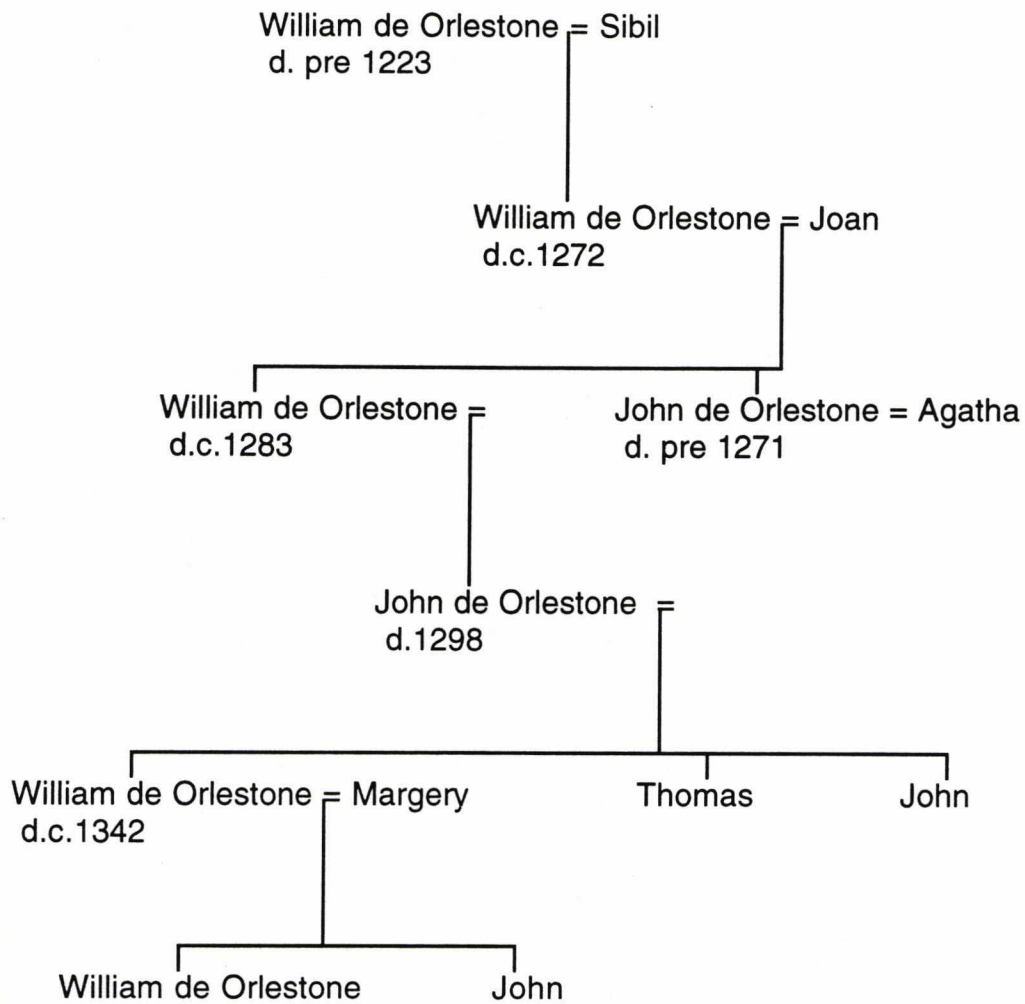 William de Orlestone = Sibil
d. pre 1223
William de Orlestone = Joan
d.c.1272
William de Orlestone =
d.c.1283
John de Orlestone = Agatha
d. pre 1271
John de Orlestone =
d.1298
William de Orlestone = Margery
d.c.1342
Thomas
John
William de Orlestone
John